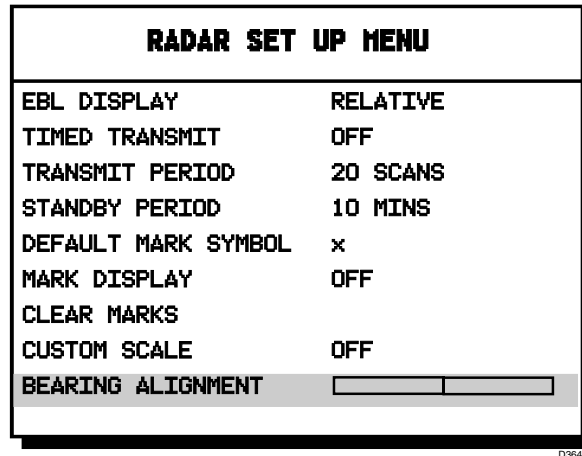 RADAR SET UP MENU
EBL DISPLAY RELATIVE
TIMED TRANSMIT OFF
TRANSMIT PERIOD 20 SCANS
STANDBY PERIOD 10 MINS
DEFAULT MARK SYMBOL x
MARK DISPLAY OFF
CLEAR MARKS
CUSTOM SCALE OFF
BEARING ALIGNMENT
D364